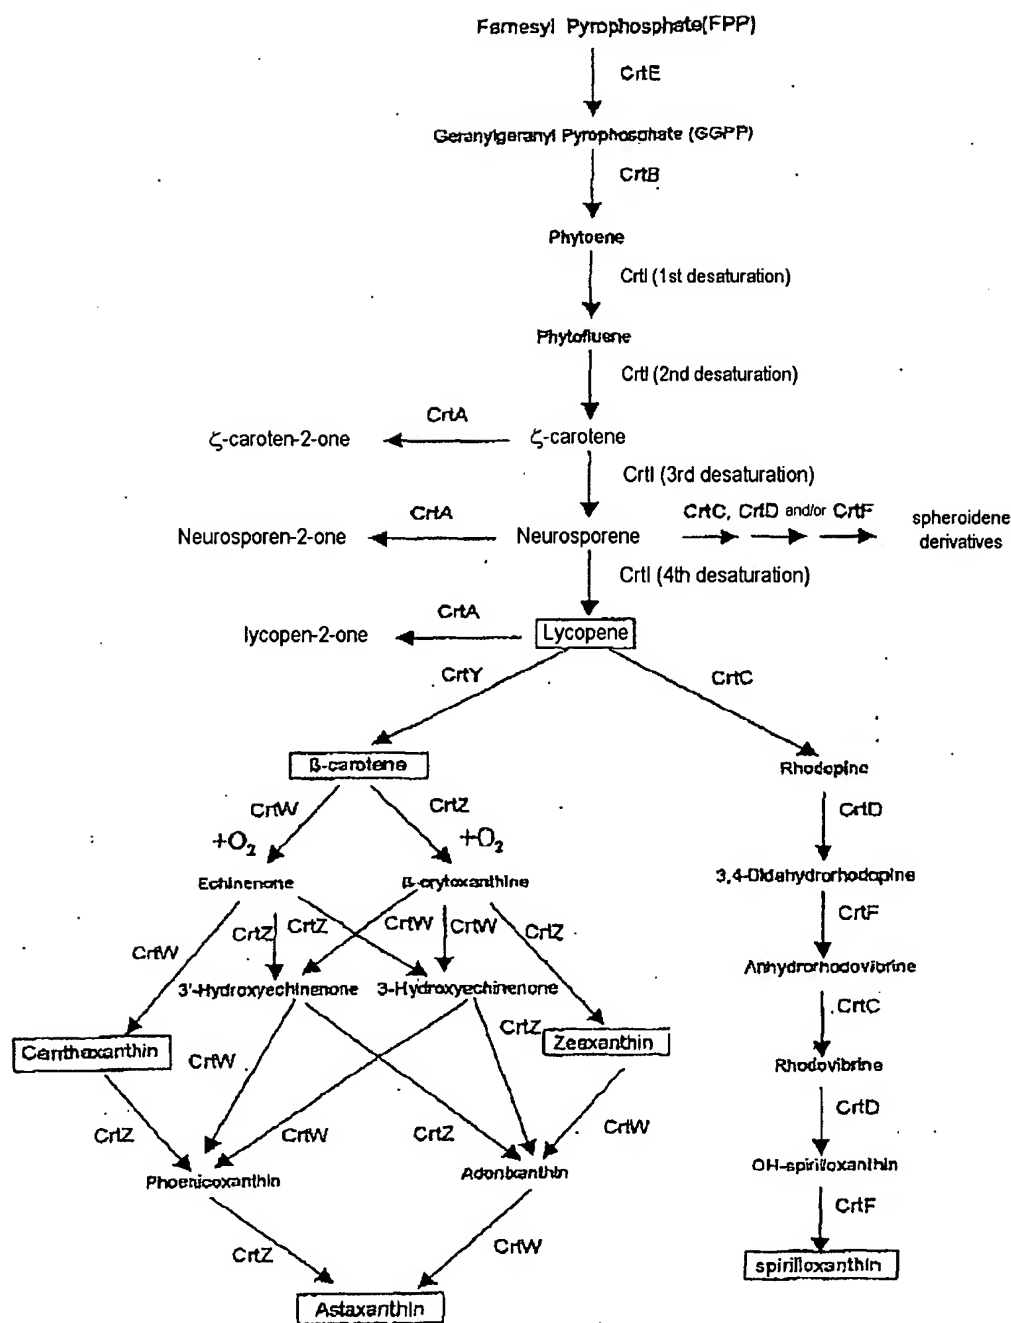 Farnesyl Pyrophosphate(FPP)
CrtE
Geranylgeranyl Pyrophosphate (GGPP)
CrtB
Phytoene
CrtI (1st desaturation)
Phytofluene
CrtI (2nd desaturation)
ζ-caroten-2-one
CrtA
ζ-carotene
CrtI (3rd desaturation)
Neurosporen-2-one
CrtA
Neurosporene
CrtC, CrtD and/or CrtF
spheroidene
derivatives
CrtI (4th desaturation)
lycopen-2-one
CrtA
Lycopene
CrtY
CrtC
ß-carotene
Rhodopine
CrtW
CrtZ
CrtD
+O2
+O2
Echinenone
ß-crytoxanthine
3,4-Didahydrorhodopine
CrtW
CrtZ
CrtZ
CrtW
CrtW
CrtZ
CrtF
3'-Hydroxyechinenone
3-Hydroxyechinenone
Anhydrorhodovibrine
CrtC
Canthaxanthin
CrtW
CrtZ
Zeaxanthin
Rhodovibrine
CrtZ
CrtW
CrtZ
CrtW
CrtD
Phoenicoxanthin
Adonixanthin
OH-spirilloxanthin
CrtZ
CrtW
CrtF
spirilloxanthin
Astaxanthin